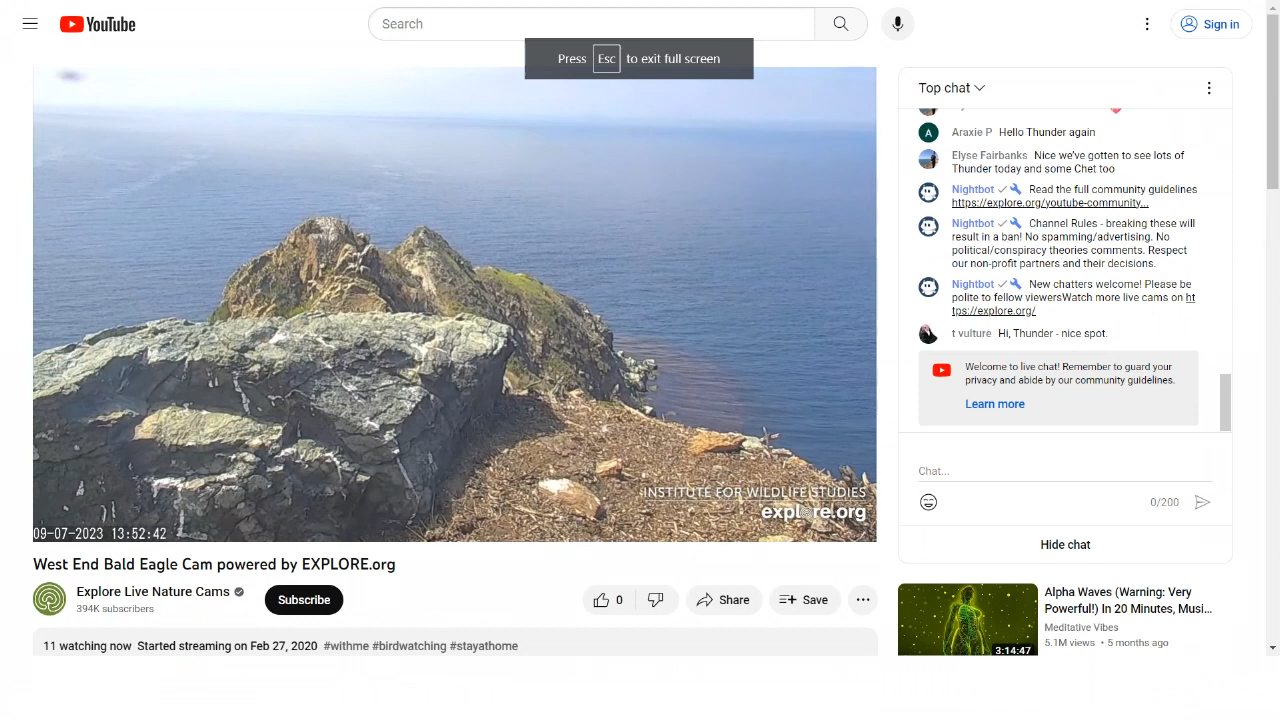 YouTube
Search
Sign in
Press Esc to exit full screen
09-07-2023 13:52:42
INSTITUTE FOR WILDLIFE STUDIES
explore.org
West End Bald Eagle Cam powered by EXPLORE.org
Explore Live Nature Cams
394K subscribers
Subscribe
0
Share
Save
11 watching now Started streaming on Feb 27, 2020 #withme #birdwatching #stayathome
Top chat
A
Araxie P Hello Thunder again
Elyse Fairbanks Nice we've gotten to see lots of
Thunder today and some Chet too
Nightbot Read the full community guidelines
https://explore.org/youtube-community...
Nightbot Channel Rules - breaking these will
result in a ban! No spamming/advertising. No
political/conspiracy theories comments. Respect
our non-profit partners and their decisions.
Nightbot New chatters welcome! Please be
polite to fellow viewersWatch more live cams on ht
tps://explore.org/
t vulture Hi, Thunder - nice spot.
Welcome to live chat! Remember to guard your
privacy and abide by our community guidelines.
Learn more
Chat...
0/200
Hide chat
3:14:47
Alpha Waves (Warning: Very
Powerful!) In 20 Minutes, Musi...
Meditative Vibes
5.1M views • 5 months ago